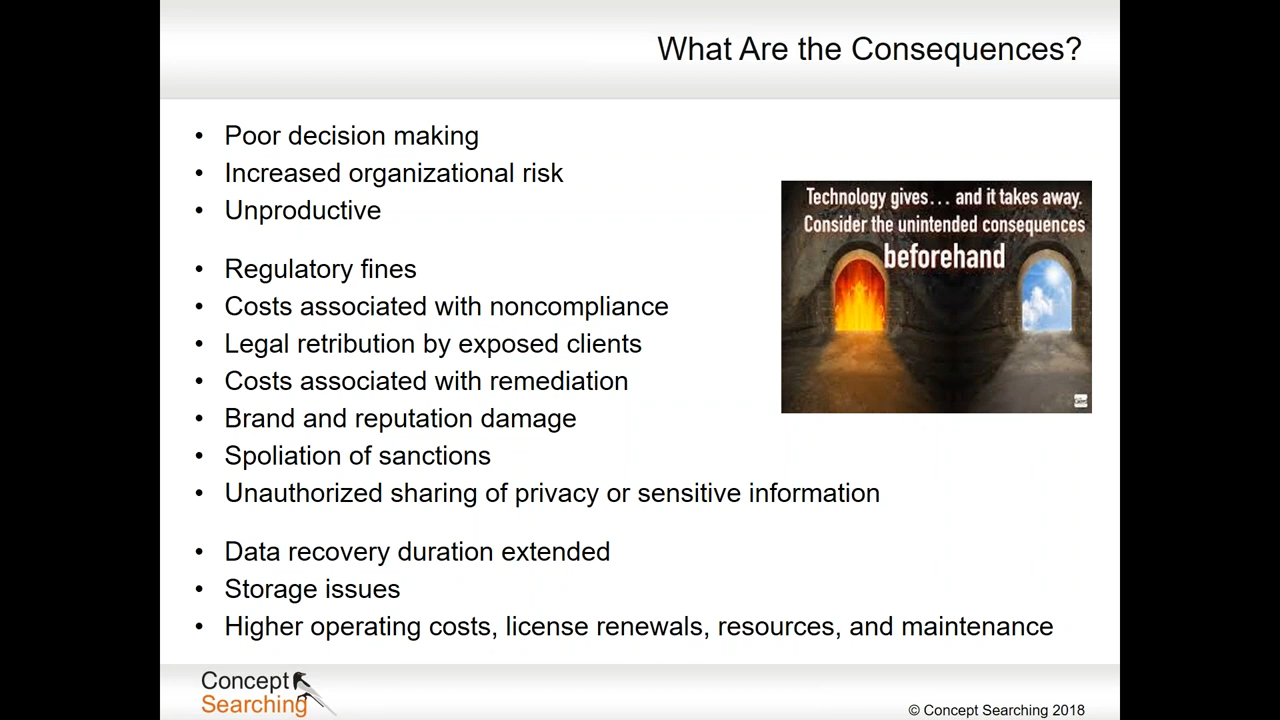 What Are the Consequences?
• Poor decision making
• Increased organizational risk
• Unproductive
• Regulatory fines
• Costs associated with noncompliance
• Legal retribution by exposed clients
• Costs associated with remediation
• Brand and reputation damage
• Spoliation of sanctions
• Unauthorized sharing of privacy or sensitive information
• Data recovery duration extended
• Storage issues
• Higher operating costs, license renewals, resources, and maintenance
Technology gives... and it takes away.
Consider the unintended consequences
beforehand
Concept
Searching
© Concept Searching 2018